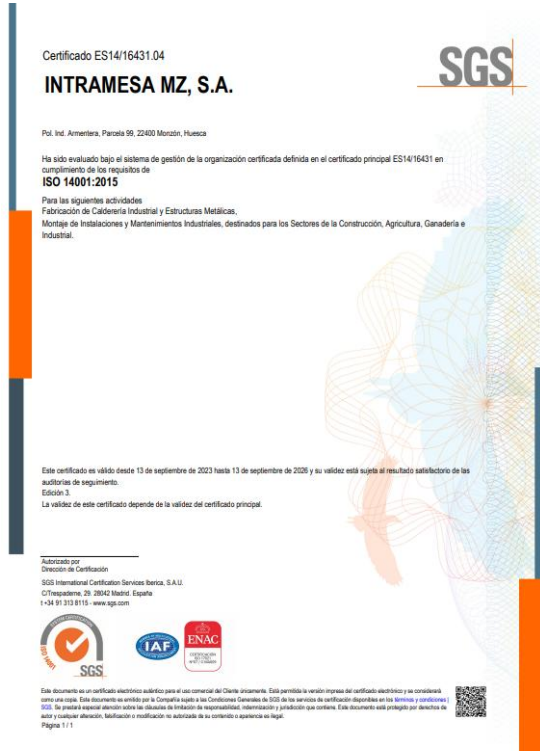 Certificado ES14/16431.04
SGS
INTRAMESA MZ, S.A.
Pol. Ind. Armentera, Parcela 99, 22400 Monzón, Huesca
Ha sido evaluado bajo el sistema de gestión de la organización certificada definida en el certificado principal ES14/16431 en
cumplimiento de los requisitos de
ISO 14001:2015
Para las siguientes actividades
Fabricación de Calderería Industrial y Estructuras Metálicas,
Montaje de Instalaciones y Mantenimientos Industriales, destinados para los Sectores de la Construcción, Agricultura, Ganadería e
Industrial.
Este certificado es válido desde 13 de septiembre de 2023 hasta 13 de septiembre de 2026 y su validez está sujeta al resultado satisfactorio de las
auditorías de seguimiento.
Edición 3.
La validez de este certificado depende de la validez del certificado principal.
Autorizado por
Dirección de Certificación
SGS International Certification Services Iberica, S.A.U.
C/Trespaderne, 29. 28042 Madrid. España
t +34 91 313 8115 - www.sgs.com
ISO 14001
SGS
IAF
ENAC
CERTIFICACIÓN
Este documento es un certificado electrónico auténtico para el uso comercial del Cliente únicamente. Está permitida la versión impresa del certificado electrónico y se considerará
como una copia. Este documento es emitido por la Compañía sujeto a las Condiciones Generales de SGS de los servicios de certificación disponibles en los términos y condiciones |
SGS. Se prestará especial atención sobre las cláusulas de limitación de responsabilidad, indemnización y jurisdicción que contiene. Este documento está protegido por derechos de
autor y cualquier alteración, falsificación o modificación no autorizada de su contenido o apariencia es ilegal.
Página 1 / 1